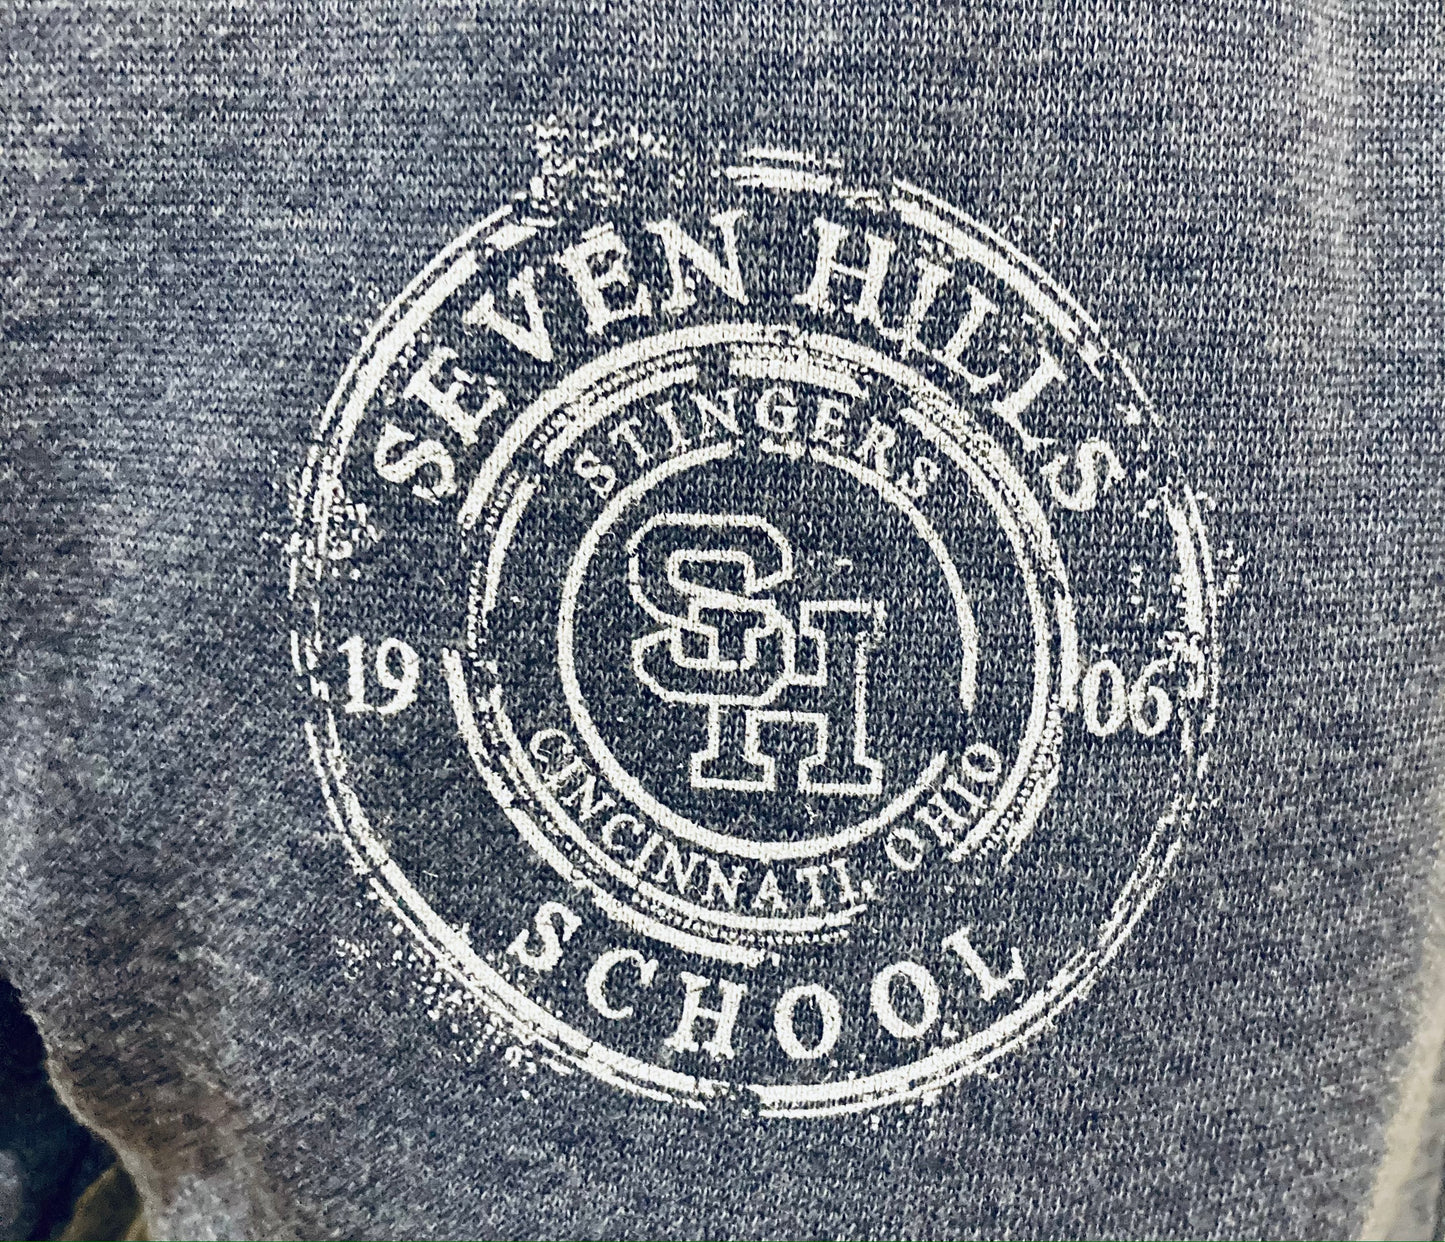 SEVEN HILLS
STINGERS
SH
19 06
CINCINNATI, OHIO
SCHOOL